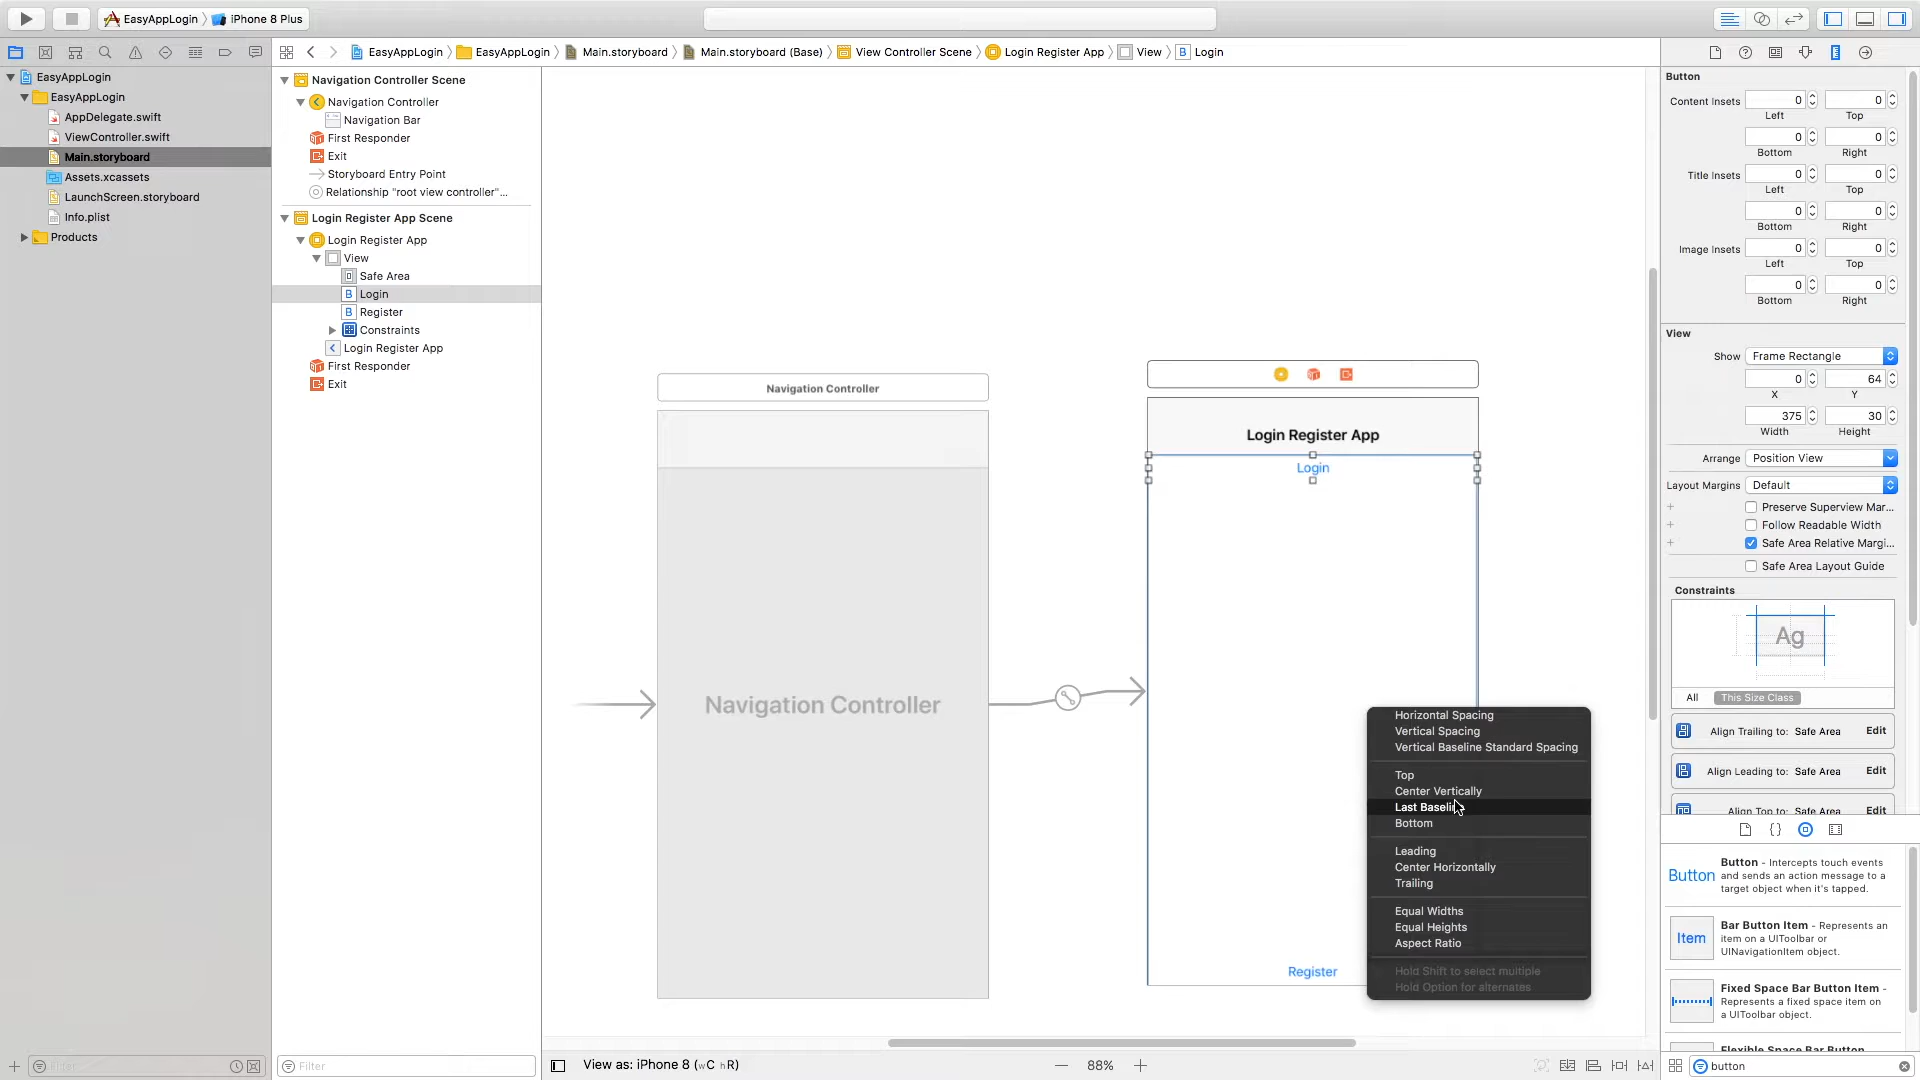 EasyAppLogin
iPhone 8 Plus
EasyAppLogin
EasyAppLogin
Main.storyboard
Main.storyboard (Base)
View Controller Scene
Login Register App
View
B
Login
EasyAppLogin
EasyAppLogin
AppDelegate.swift
ViewController.swift
Main.storyboard
Assets.xcassets
LaunchScreen.storyboard
Info.plist
Products
Filter
Navigation Controller Scene
Navigation Controller
Navigation Bar
First Responder
Exit
Storyboard Entry Point
Relationship "root view controller"...
Login Register App Scene
Login Register App
View
Safe Area
B Login
B Register
Constraints
Login Register App
First Responder
Exit
Filter
Navigation Controller
Navigation Controller
Login Register App
Login
Register
Horizontal Spacing
Vertical Spacing
Vertical Baseline Standard Spacing
Top
Center Vertically
Last Baseline
Bottom
Leading
Center Horizontally
Trailing
Equal Widths
Equal Heights
Aspect Ratio
Hold Shift to select multiple
Hold Option for alternates
View as: iPhone 8 (wC hR)
88%
Button
Content Insets 0 0
Left Top
0 0
Bottom Right
Title Insets 0 0
Left Top
0 0
Bottom Right
Image Insets 0 0
Left Top
0 0
Bottom Right
View
Show Frame Rectangle
0 64
X Y
375 30
Width Height
Arrange Position View
Layout Margins Default
Preserve Superview Mar...
Follow Readable Width
Safe Area Relative Margi...
Safe Area Layout Guide
Constraints
Ag
All This Size Class
Align Trailing to: Safe Area Edit
Align Leading to: Safe Area Edit
Align Top to: Safe Area Edit
{}
Button
Button - Intercepts touch events
and sends an action message to a
target object when it's tapped.
Item
Bar Button Item - Represents an
item on a UIToolbar or
UINavigationItem object.
Fixed Space Bar Button Item -
Represents a fixed space item on
a UIToolbar object.
Flexible Space Bar Button
button